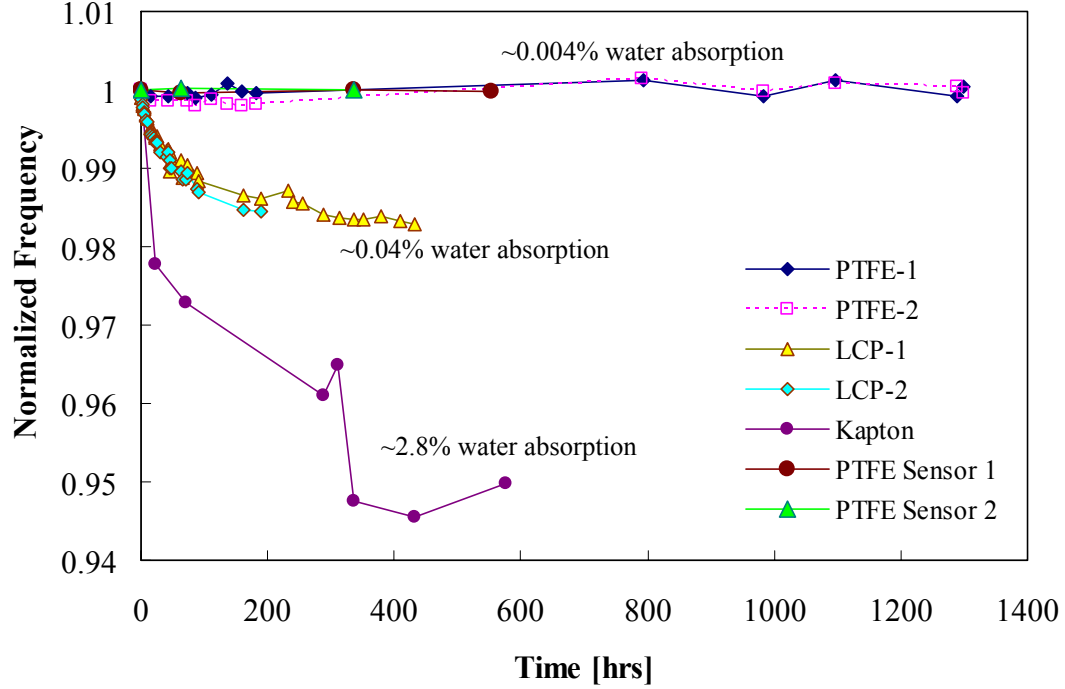 1.01
1
0.99
0.98
0.97
0.96
0.95
0.94
Normalized Frequency
~0.004% water absorption
~0.04% water absorption
~2.8% water absorption
PTFE-1
PTFE-2
LCP-1
LCP-2
Kapton
PTFE Sensor 1
PTFE Sensor 2
0 200 400 600 800 1000 1200 1400
Time [hrs]